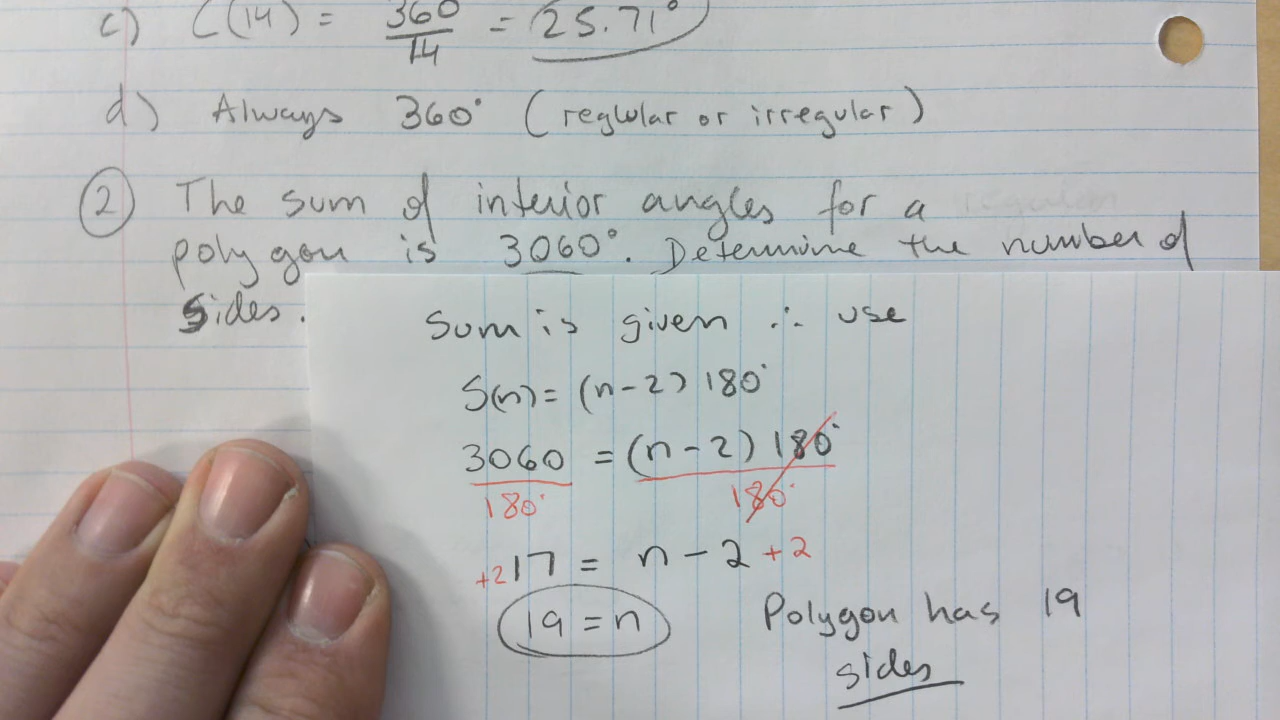 c) C(14) = 360/14 = 25.71°
d) Always 360° (reglular or irregular)
2 The sum of interior angles for a
polygon is 3060°. Determine the number of
sides.
Sum is given ∴ use
S(n) = (n-2) 180°
3060/180° = (n-2) 180°/180°
+2 17 = n - 2 +2
19 = n
Polygon has 19
sides